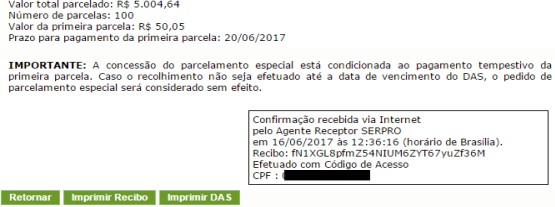 Valor total parcelado: R$ 5.004,64
Número de parcelas: 100
Valor da primeira parcela: R$ 50,05
Prazo para pagamento da primeira parcela: 20/06/2017
IMPORTANTE: A concessão do parcelamento especial está condicionada ao pagamento tempestivo da
primeira parcela. Caso o recolhimento não seja efetuado até a data de vencimento do DAS, o pedido de
parcelamento especial será considerado sem efeito.
Confirmação recebida via Internet
pelo Agente Receptor SERPRO
em 16/06/2017 às 12:36:16 (horário de Brasília).
Recibo: fN1XGL8pfmZ54NIUM6ZYT67yuZf36M
Efetuado com Código de Acesso
CPF :
Retornar Imprimir Recibo Imprimir DAS